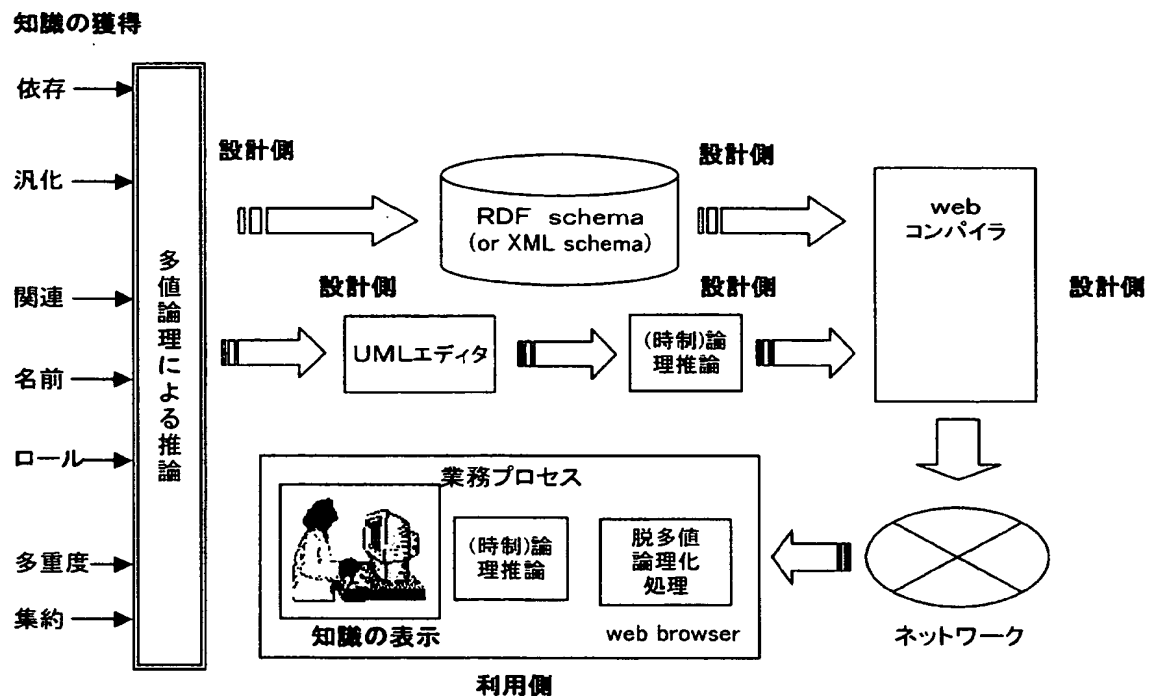 知識の獲得
依存
汎化
関連
名前
ロール
多重度
集約
多値論理による推論
設計側
RDF schema
(or XML schema)
設計側
web
コンパイラ
設計側
設計側
UMLエディタ
設計側
(時制)論
理推論
業務プロセス
知識の表示
(時制)論
理推論
脱多値
論理化
処理
web browser
利用側
ネットワーク